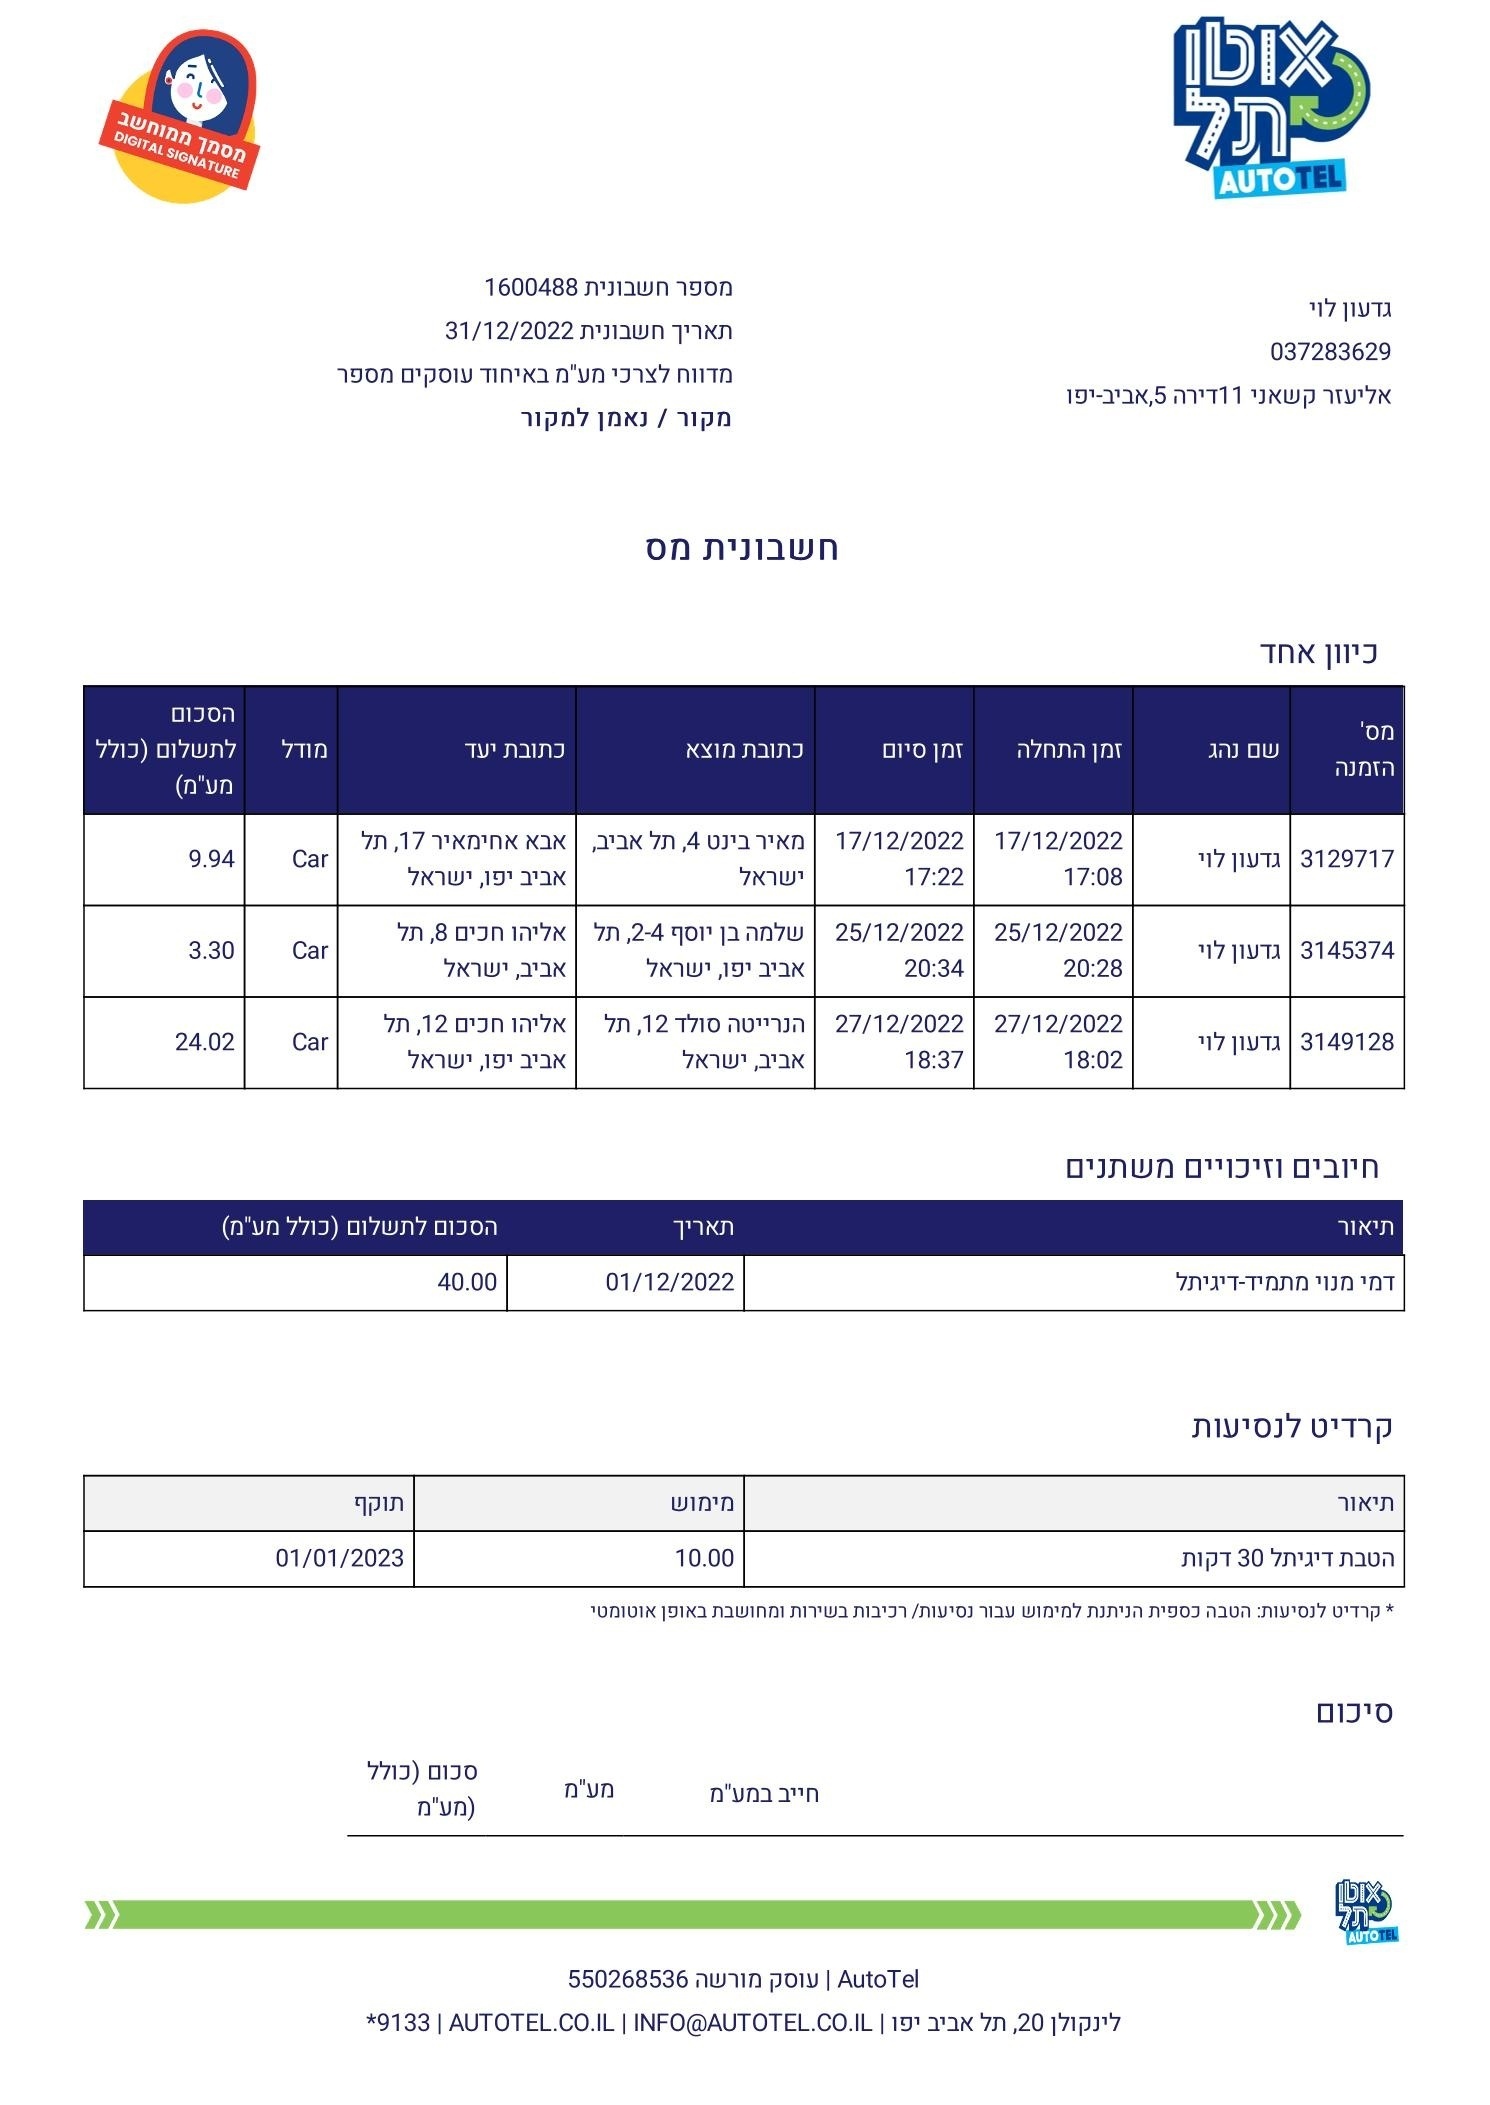 מסמך ממוחשב
DIGITAL SIGNATURE
אוטו
תל
AUTOTEL
גדעון לוי
037283629
אליעזר קשאני 11דירה 5,אביב-יפו
מספר חשבונית 1600488
תאריך חשבונית 31/12/2022
מדווח לצרכי מע"מ באיחוד עוסקים מספר
מקור / נאמן למקור
חשבונית מס
כיוון אחד
מס' הזמנה | שם נהג | זמן התחלה | זמן סיום | כתובת מוצא | כתובת יעד | מודל | הסכום לתשלום (כולל מע"מ)
3129717 | גדעון לוי | 17/12/2022 17:08 | 17/12/2022 17:22 | מאיר בינט 4, תל אביב, ישראל | אבא אחימאיר 17, תל אביב יפו, ישראל | Car | 9.94
3145374 | גדעון לוי | 25/12/2022 20:28 | 25/12/2022 20:34 | שלמה בן יוסף 2-4, תל אביב יפו, ישראל | אליהו חכים 8, תל אביב, ישראל | Car | 3.30
3149128 | גדעון לוי | 27/12/2022 18:02 | 27/12/2022 18:37 | הנרייטה סולד 12, תל אביב, ישראל | אליהו חכים 12, תל אביב יפו, ישראל | Car | 24.02
חיובים וזיכויים משתנים
תיאור | תאריך | הסכום לתשלום (כולל מע"מ)
דמי מנוי מתמיד-דיגיתל | 01/12/2022 | 40.00
קרדיט לנסיעות
תיאור | מימוש | תוקף
הטבת דיגיתל 30 דקות | 10.00 | 01/01/2023
* קרדיט לנסיעות: הטבה כספית הניתנת למימוש עבור נסיעות/ רכיבות בשירות ומחושבת באופן אוטומטי
סיכום
חייב במע"מ | מע"מ | סכום (כולל מע"מ)
אוטו
תל
AUTOTEL
AutoTel | עוסק מורשה 550268536
לינקולן 20, תל אביב יפו | AUTOTEL.CO.IL | INFO@AUTOTEL.CO.IL | *9133